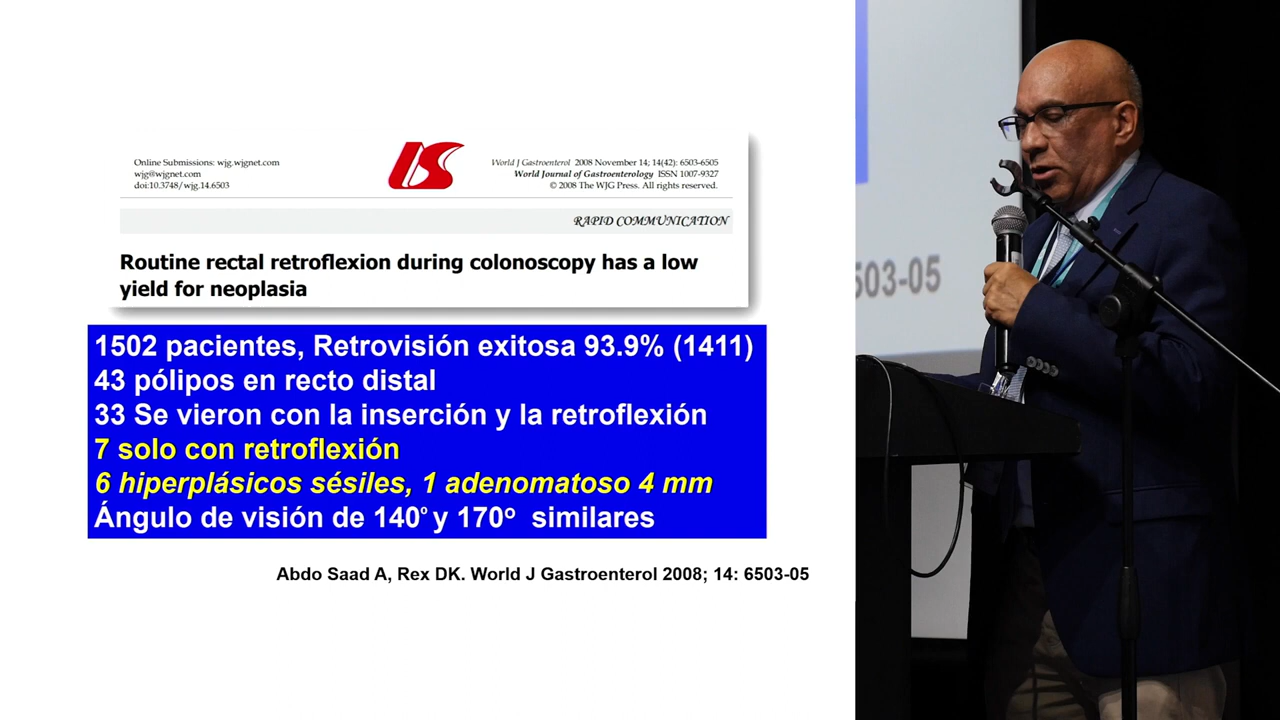 Online Submissions: wjg.wjgnet.com
wjg@wjgnet.com
doi:10.3748/wjg.14.6503
World J Gastroenterol 2008 November 14; 14(42): 6503-6505
World Journal of Gastroenterology ISSN 1007-9327
© 2008 The WJG Press. All rights reserved.
RAPID COMMUNICATION
Routine rectal retroflexion during colonoscopy has a low
yield for neoplasia
1502 pacientes, Retrovisión exitosa 93.9% (1411)
43 pólipos en recto distal
33 Se vieron con la inserción y la retroflexión
7 solo con retroflexión
6 hiperplásicos sésiles, 1 adenomatoso 4 mm
Ángulo de visión de 140º y 170º similares
Abdo Saad A, Rex DK. World J Gastroenterol 2008; 14: 6503-05
503-05